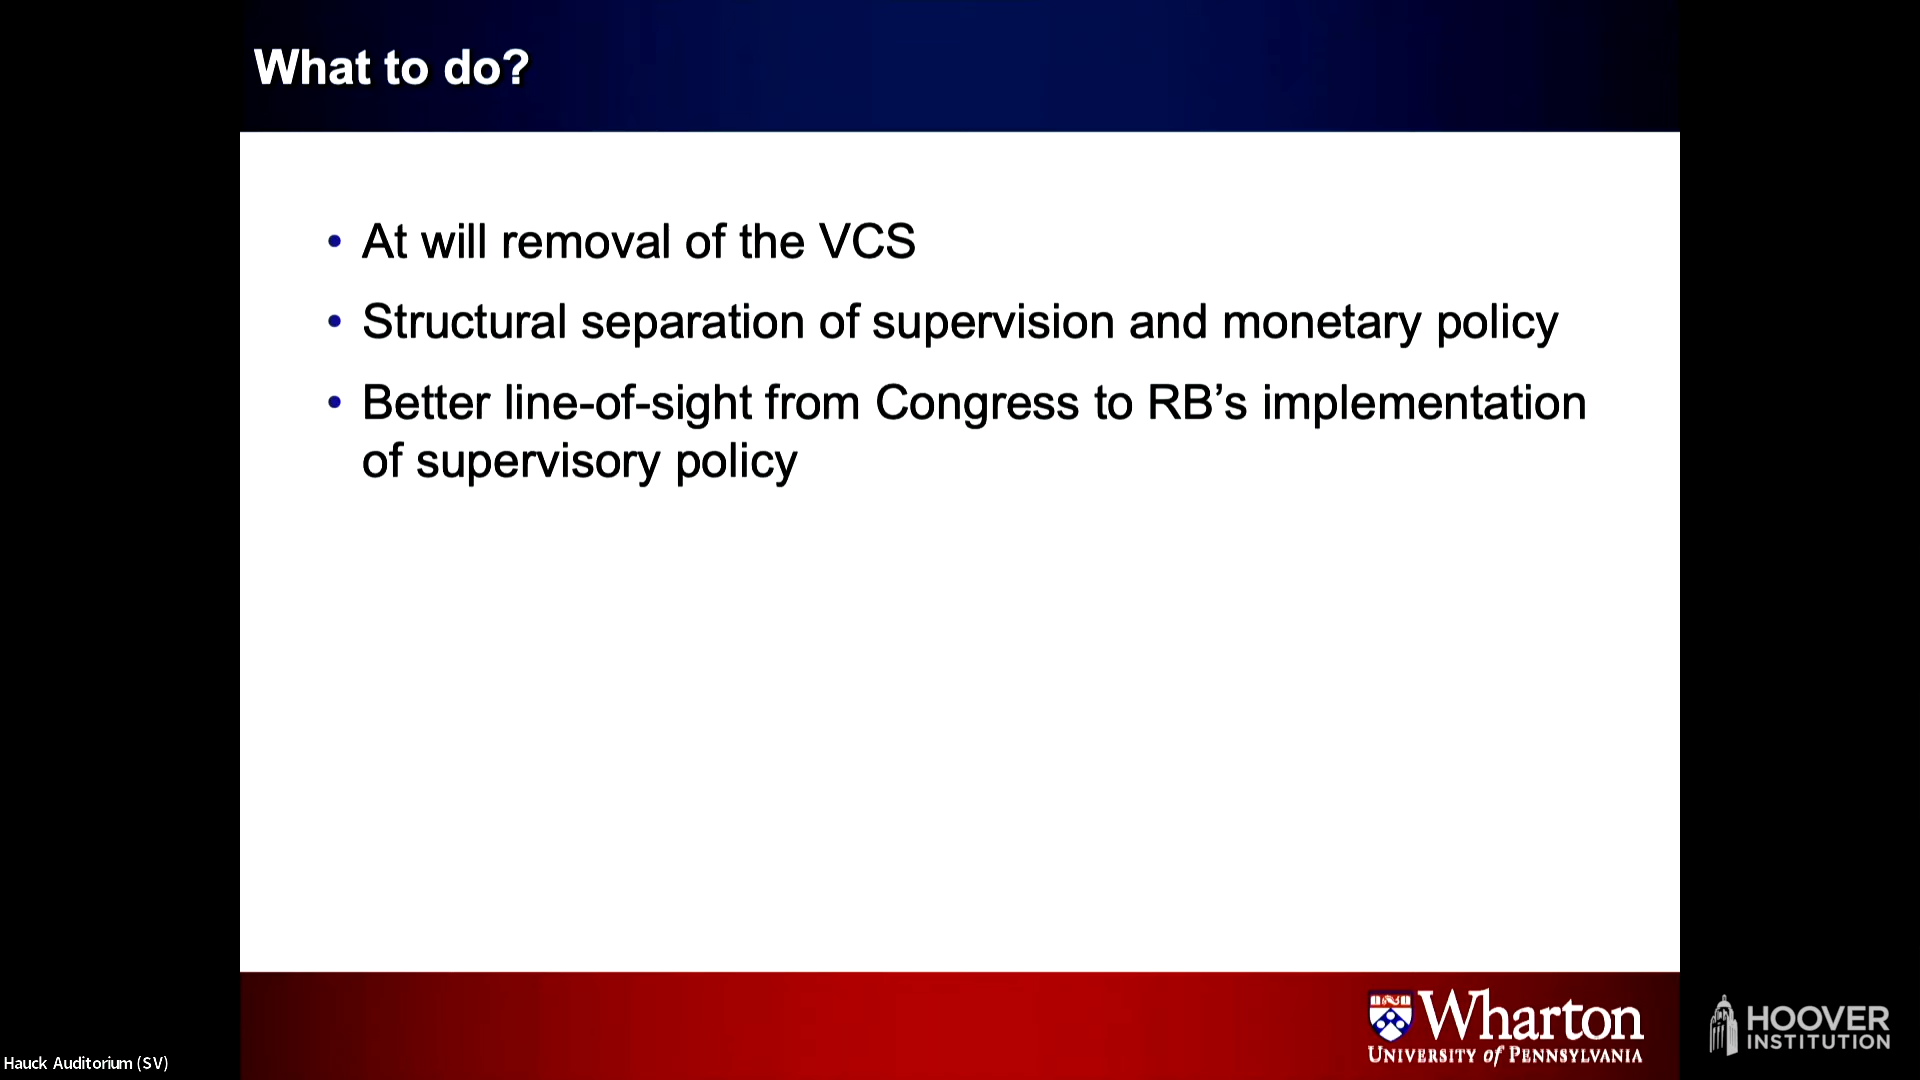 What to do?
• At will removal of the VCS
• Structural separation of supervision and monetary policy
• Better line-of-sight from Congress to RB’s implementation
of supervisory policy
Wharton
UNIVERSITY of PENNSYLVANIA
HOOVER
INSTITUTION
Hauck Auditorium (SV)